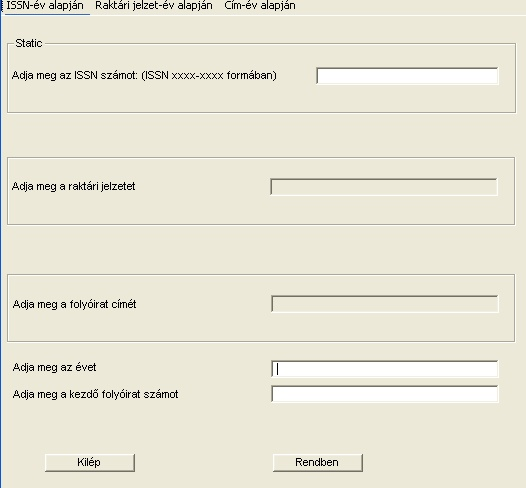 ISSN-év alapján Raktári jelzet-év alapján Cím-év alapján
Static
Adja meg az ISSN számot: (ISSN xxxx-xxxx formában)
Adja meg a raktári jelzetet
Adja meg a folyóirat címét
Adja meg az évet
Adja meg a kezdő folyóirat számot
Kilép Rendben